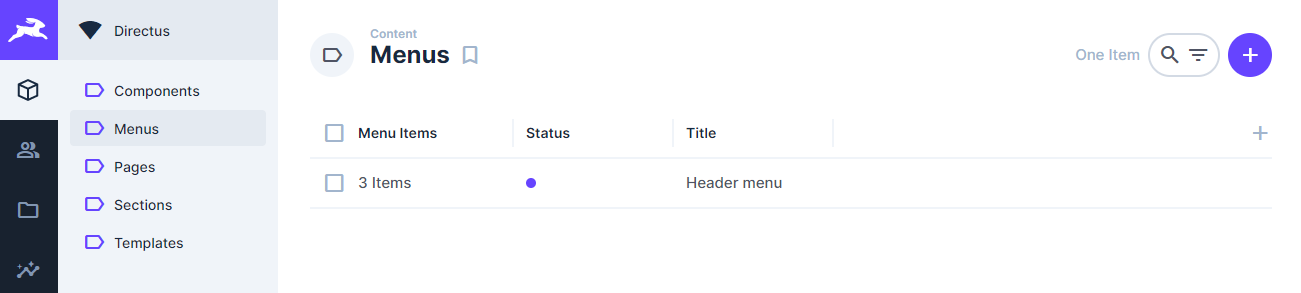 Directus
Components
Menus
Pages
Sections
Templates
Content
Menus
One Item
Menu Items Status Title
3 Items Header menu